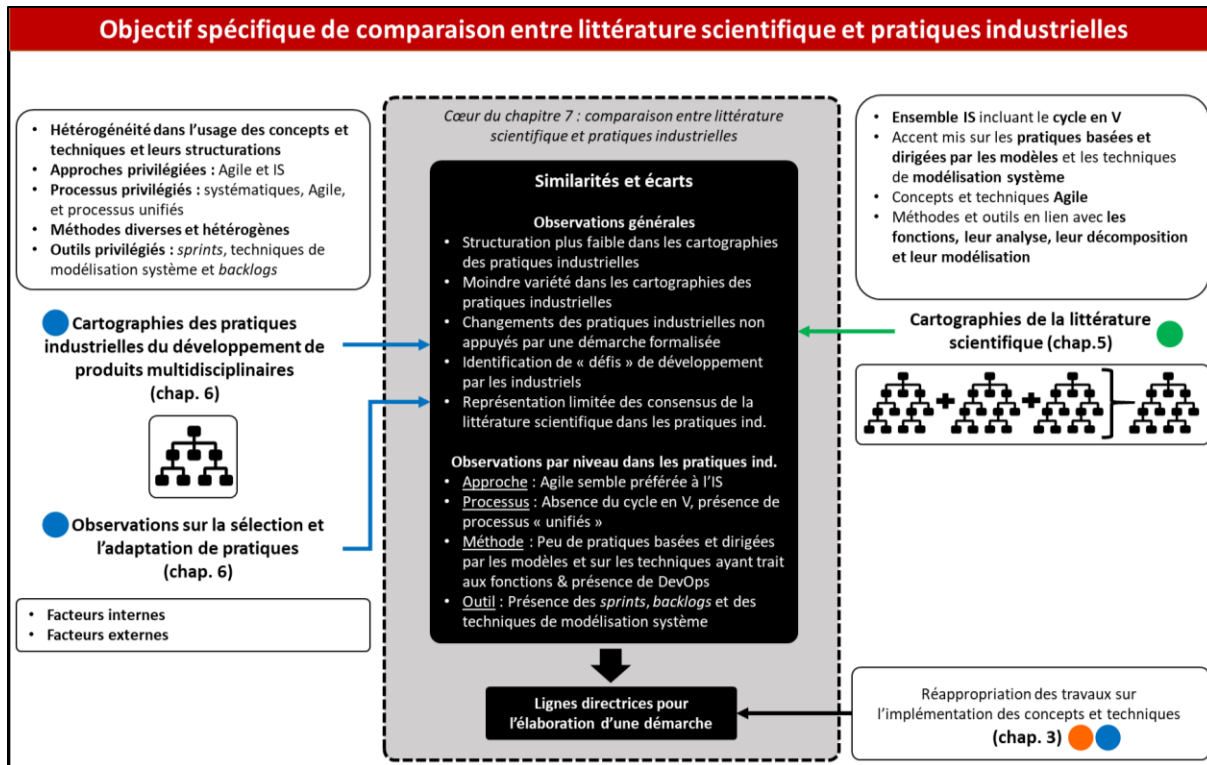 Objectif spécifique de comparaison entre littérature scientifique et pratiques industrielles
• Hétérogénéité dans l'usage des concepts et
techniques et leurs structurations
• Approches privilégiées : Agile et IS
• Processus privilégiés : systématiques, Agile,
et processus unifiés
• Méthodes diverses et hétérogènes
• Outils privilégiés : sprints, techniques de
modélisation système et backlogs
Cartographies des pratiques
industrielles du développement de
produits multidisciplinaires
(chap. 6)
Observations sur la sélection et
l'adaptation de pratiques
(chap. 6)
• Facteurs internes
• Facteurs externes
Cœur du chapitre 7 : comparaison entre littérature
scientifique et pratiques industrielles
Similarités et écarts
Observations générales
• Structuration plus faible dans les cartographies
des pratiques industrielles
• Moindre variété dans les cartographies des
pratiques industrielles
• Changements des pratiques industrielles non
appuyés par une démarche formalisée
• Identification de « défis » de développement
par les industriels
• Représentation limitée des consensus de la
littérature scientifique dans les pratiques ind.
Observations par niveau dans les pratiques ind.
• Approche : Agile semble préférée à l'IS
• Processus : Absence du cycle en V, présence de
processus « unifiés »
• Méthode : Peu de pratiques basées et dirigées
par les modèles et sur les techniques ayant trait
aux fonctions & présence de DevOps
• Outil : Présence des sprints, backlogs et des
techniques de modélisation système
Lignes directrices pour
l'élaboration d'une démarche
• Ensemble IS incluant le cycle en V
• Accent mis sur les pratiques basées et
dirigées par les modèles et les techniques
de modélisation système
• Concepts et techniques Agile
• Méthodes et outils en lien avec les
fonctions, leur analyse, leur décomposition
et leur modélisation
Cartographies de la littérature
scientifique (chap.5)
Réappropriation des travaux sur
l'implémentation des concepts et techniques
(chap. 3)